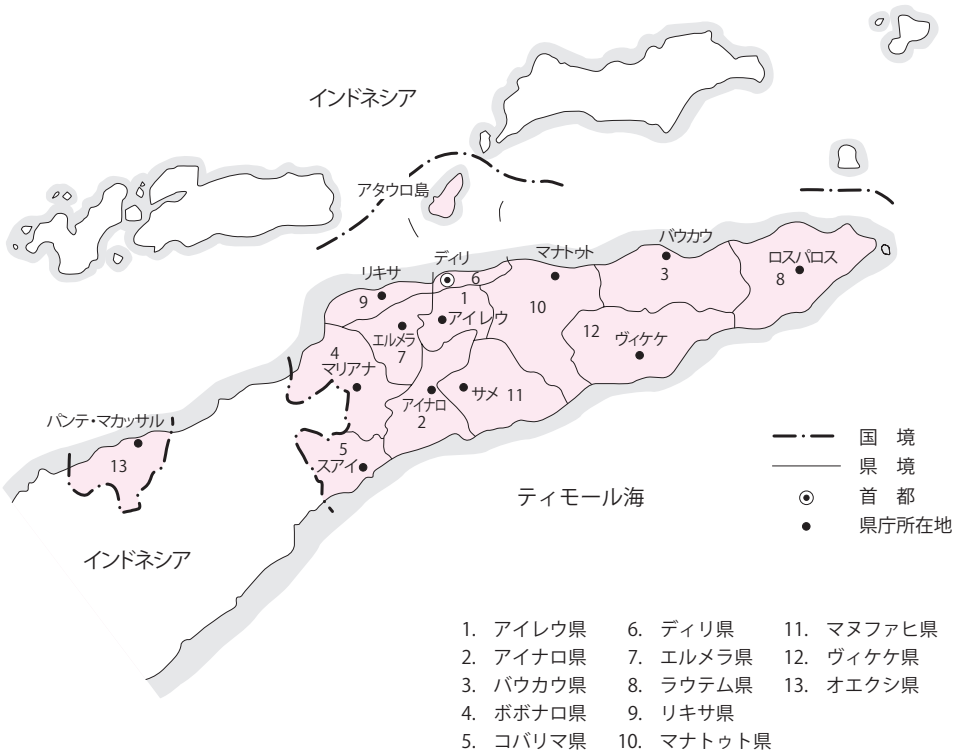 インドネシア
アタウロ島
バウカウ
マナトゥト
ディリ
ロスパロス
リキサ
6
3
8
9
1
10
アイレウ
エルメラ
7
12
ヴィケケ
4
マリアナ
アイナロ
2
サメ 11
パンテ・マカッサル
13
5
スアイ
インドネシア
ティモール海
国 境
県 境
首 都
県庁所在地
1. アイレウ県 6. ディリ県 11. マヌファヒ県
2. アイナロ県 7. エルメラ県 12. ヴィケケ県
3. バウカウ県 8. ラウテム県 13. オエクシ県
4. ボボナロ県 9. リキサ県
5. コバリマ県 10. マナトゥト県